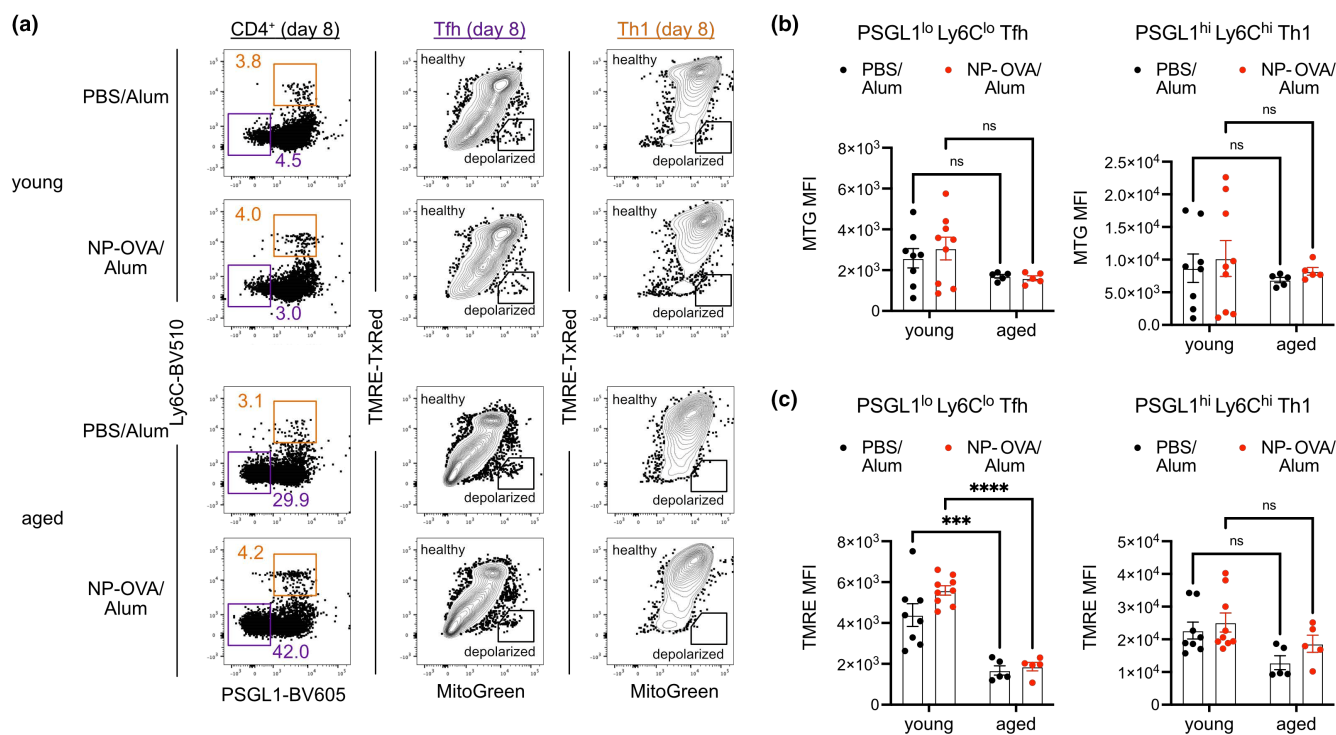 (a)
CD4⁺ (day 8)
Tfh (day 8)
Th1 (day 8)
PBS/Alum
3.8
4.5
healthy
depolarized
healthy
depolarized
young
NP-OVA/
Alum
4.0
3.0
healthy
depolarized
healthy
depolarized
Ly6C-BV510
TMRE-TxRed
TMRE-TxRed
PBS/Alum
3.1
29.9
healthy
depolarized
healthy
depolarized
aged
NP-OVA/
Alum
4.2
42.0
healthy
depolarized
healthy
depolarized
PSGL1-BV605
MitoGreen
MitoGreen
(b)
PSGL1ˡᵒ Ly6Cˡᵒ Tfh
PBS/
Alum
NP-OVA/
Alum
ns
ns
MTG MFI
8×10³
6×10³
4×10³
2×10³
0
young
aged
PSGL1ʰⁱ Ly6Cʰⁱ Th1
PBS/
Alum
NP-OVA/
Alum
ns
ns
MTG MFI
2.5×10⁴
2.0×10⁴
1.5×10⁴
1.0×10⁴
5.0×10³
0.0
young
aged
(c)
PSGL1ˡᵒ Ly6Cˡᵒ Tfh
PBS/
Alum
NP-OVA/
Alum
****
***
TMRE MFI
8×10³
6×10³
4×10³
2×10³
0
young
aged
PSGL1ʰⁱ Ly6Cʰⁱ Th1
PBS/
Alum
NP-OVA/
Alum
ns
ns
TMRE MFI
5×10⁴
4×10⁴
3×10⁴
2×10⁴
1×10⁴
0
young
aged